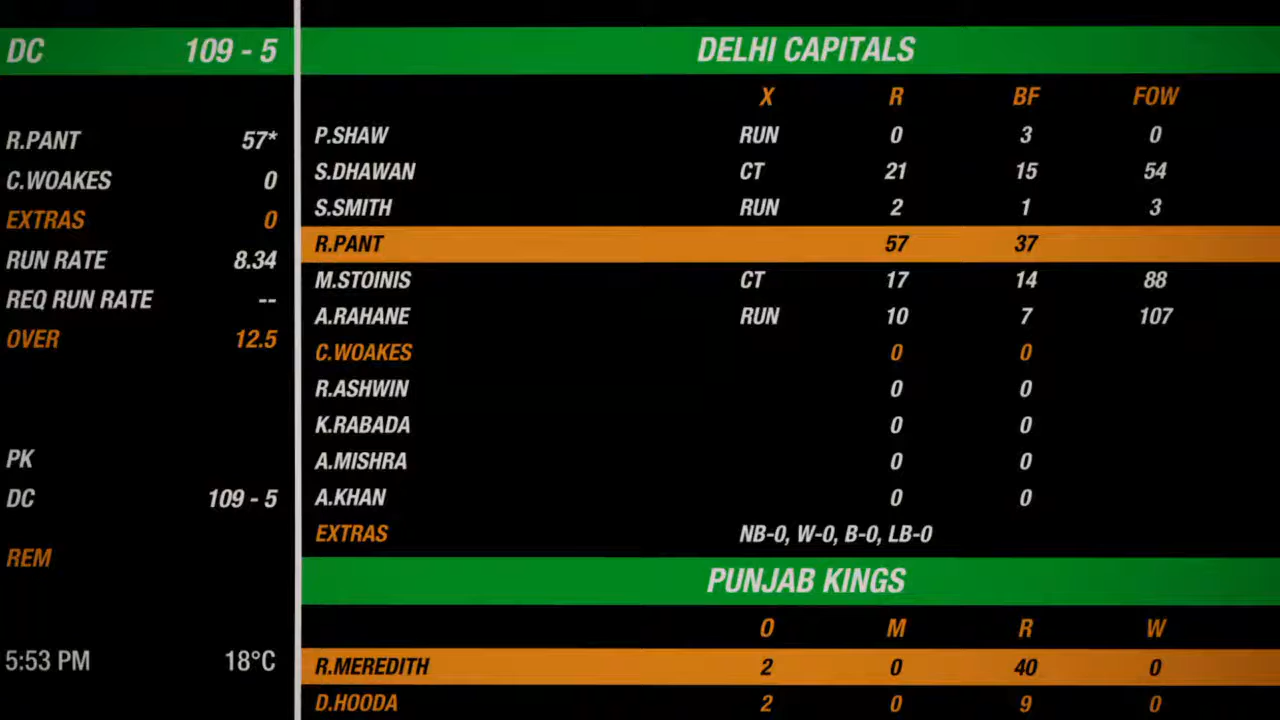 DC 109 - 5
R.PANT 57*
C.WOAKES 0
EXTRAS 0
RUN RATE 8.34
REQ RUN RATE --
OVER 12.5
PK
DC 109 - 5
REM
5:53 PM 18°C
DELHI CAPITALS
X R BF FOW
P.SHAW RUN 0 3 0
S.DHAWAN CT 21 15 54
S.SMITH RUN 2 1 3
R.PANT 57 37
M.STOINIS CT 17 14 88
A.RAHANE RUN 10 7 107
C.WOAKES 0 0
R.ASHWIN 0 0
K.RABADA 0 0
A.MISHRA 0 0
A.KHAN 0 0
EXTRAS NB-0, W-0, B-0, LB-0
PUNJAB KINGS
O M R W
R.MEREDITH 2 0 40 0
D.HOODA 2 0 9 0